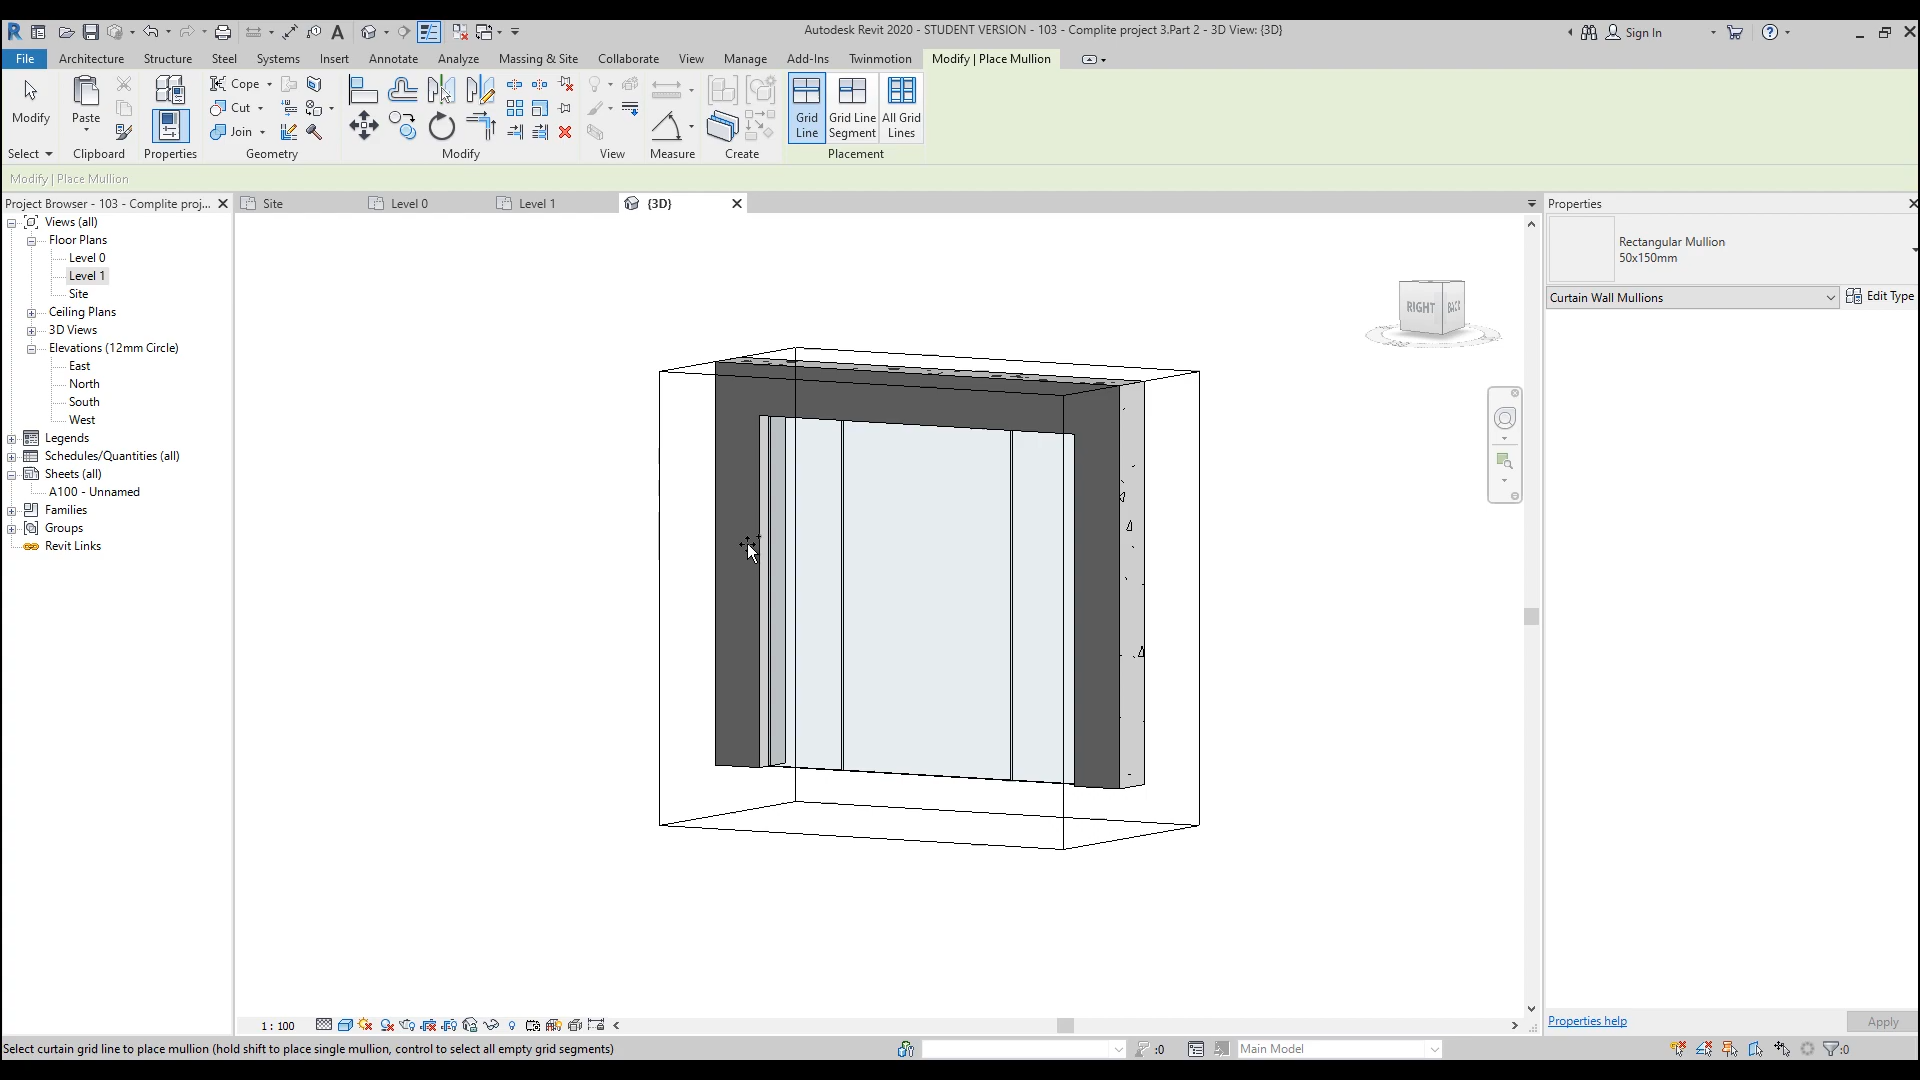 Autodesk Revit 2020 - STUDENT VERSION - 103 - Complite project 3.Part 2 - 3D View: {3D}
Sign In
File Architecture Structure Steel Systems Insert Annotate Analyze Massing & Site Collaborate View Manage Add-Ins Twinmotion Modify | Place Mullion
Modify
Paste
Cope
Cut
Join
Grid Line
Grid Line Segment
All Grid Lines
Select Clipboard Properties Geometry Modify View Measure Create Placement
Modify | Place Mullion
Project Browser - 103 - Complite proj...
Site
Level 0
Level 1
{3D}
Properties
Views (all)
Floor Plans
Level 0
Level 1
Site
Ceiling Plans
3D Views
Elevations (12mm Circle)
East
North
South
West
Legends
Schedules/Quantities (all)
Sheets (all)
A100 - Unnamed
Families
Groups
Revit Links
RIGHT
BACK
Rectangular Mullion
50x150mm
Curtain Wall Mullions
Edit Type
Properties help
Apply
1 : 100
Select curtain grid line to place mullion (hold shift to place single mullion, control to select all empty grid segments)
:0
Main Model
:0